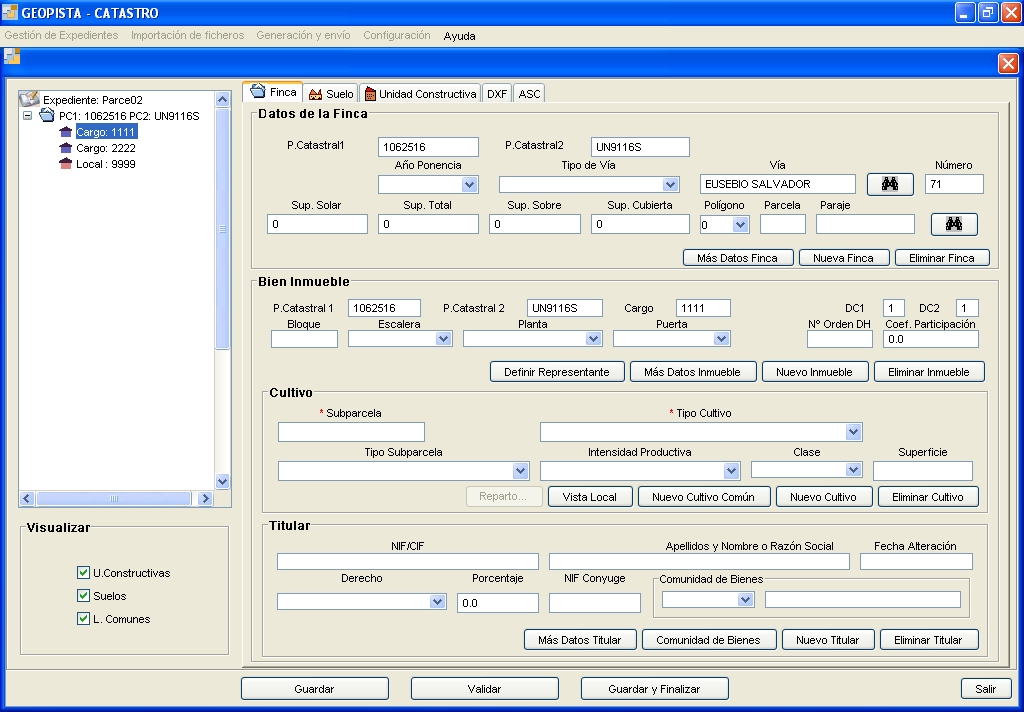 GEOPISTA - CATASTRO
Gestión de Expedientes Importación de ficheros Generación y envío Configuración Ayuda
Expediente: Parce02
PC1: 1062516 PC2: UN9116S
Cargo: 1111
Cargo: 2222
Local : 9999
Visualizar
U.Constructivas
Suelos
L. Comunes
Finca Suelo Unidad Constructiva DXF ASC
Datos de la Finca
P.Catastral1 1062516 P.Catastral2 UN9116S
Año Ponencia Tipo de Vía Vía Número
EUSEBIO SALVADOR 71
Sup. Solar Sup. Total Sup. Sobre Sup. Cubierta Polígono Parcela Paraje
0 0 0 0 0
Más Datos Finca Nueva Finca Eliminar Finca
Bien Inmueble
P.Catastral 1 1062516 P.Catastral 2 UN9116S Cargo 1111 DC1 1 DC2 1
Bloque Escalera Planta Puerta Nº Orden DH Coef. Participación
0.0
Definir Representante Más Datos Inmueble Nuevo Inmueble Eliminar Inmueble
Cultivo
* Subparcela * Tipo Cultivo
Tipo Subparcela Intensidad Productiva Clase Superficie
Reparto... Vista Local Nuevo Cultivo Común Nuevo Cultivo Eliminar Cultivo
Titular
NIF/CIF Apellidos y Nombre o Razón Social Fecha Alteración
Derecho Porcentaje NIF Conyuge Comunidad de Bienes
0.0
Más Datos Titular Comunidad de Bienes Nuevo Titular Eliminar Titular
Guardar Validar Guardar y Finalizar Salir